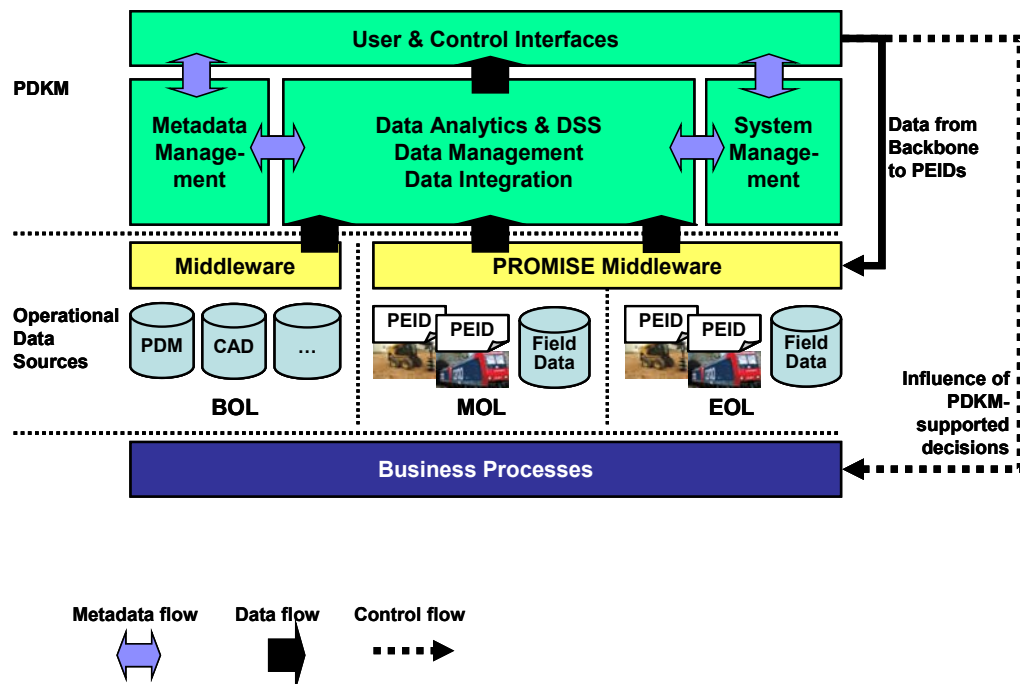 User & Control Interfaces
PDKM
Metadata
Manage-
ment
Data Analytics & DSS
Data Management
Data Integration
System
Manage-
ment
Data from
Backbone
to PEIDs
Middleware
PROMISE Middleware
Operational
Data
Sources
PDM
CAD
...
PEID
PEID
Field
Data
PEID
PEID
Field
Data
BOL
MOL
EOL
Influence of
PDKM-
supported
decisions
Business Processes
Metadata flow
Data flow
Control flow